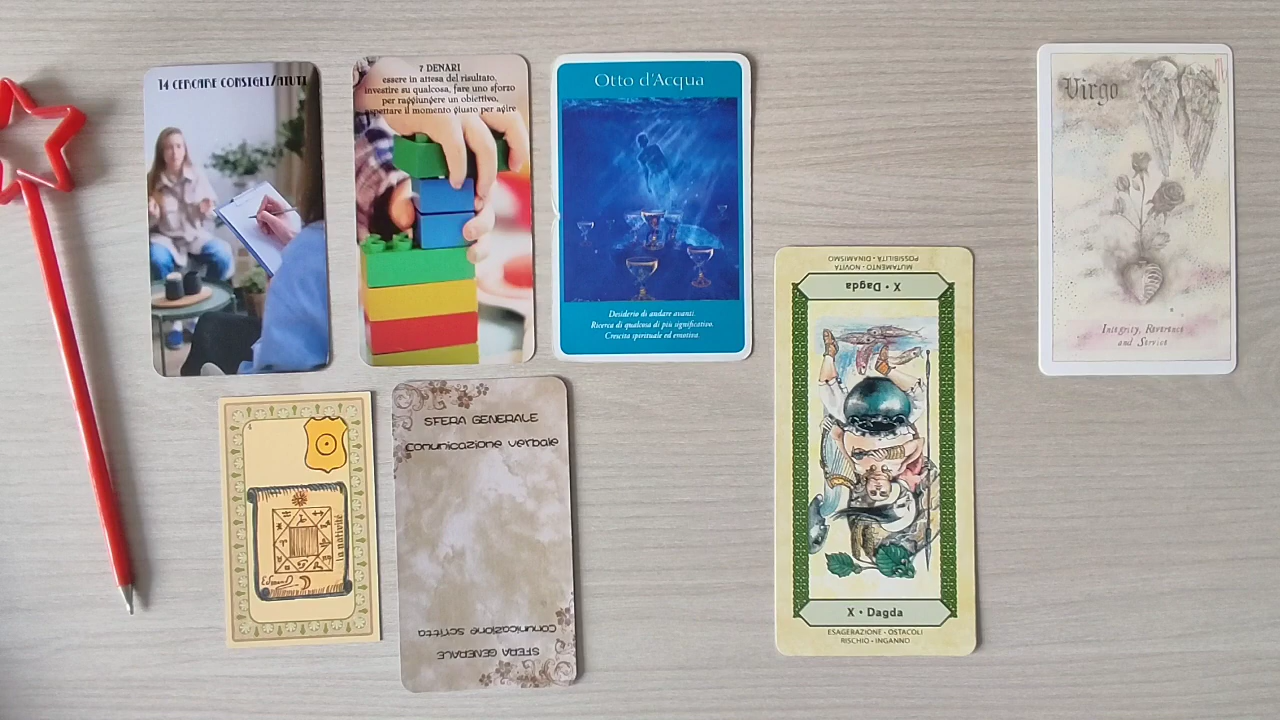 14 CERCARE CONSIGLI/AIUTI
7 DENARI
essere in attesa del risultato,
investire su qualcosa, fare uno sforzo
per raggiungere un obiettivo,
aspettare il momento giusto per agire
Otto d'Acqua
Desiderio di andare avanti.
Ricerca di qualcosa di più significativo.
Crescita spirituale ed emotiva.
Virgo
Integrity, Reverence
and Service
la nativité
SFERA GENERALE
Comunicazione verbale
Comunicazione scritta
SFERA GENERALE
MUTAMENTO • NOVITÀ
POSSIBILITÀ • DINAMISMO
X • Dagda
X • Dagda
ESAGERAZIONE • OSTACOLI
RISCHIO • INGANNO